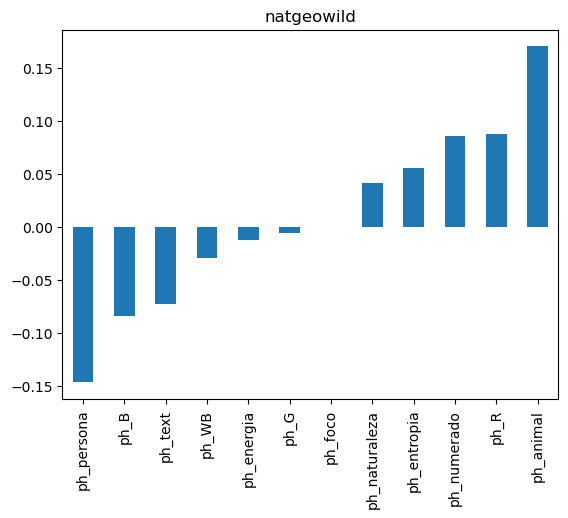 natgeowild
0.15
0.10
0.05
0.00
−0.05
−0.10
−0.15
ph_persona
ph_B
ph_text
ph_WB
ph_energia
ph_G
ph_foco
ph_naturaleza
ph_entropia
ph_numerado
ph_R
ph_animal